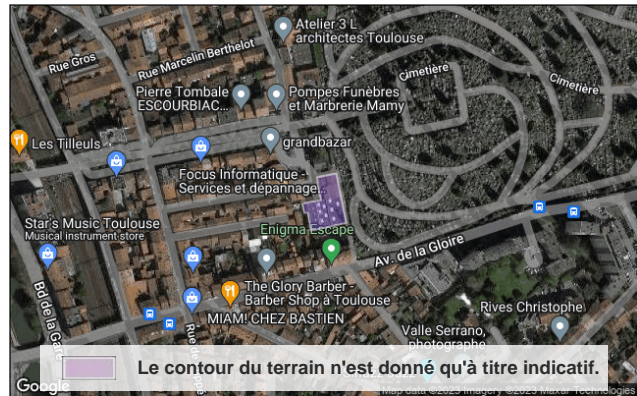 Atelier 3 L
architectes Toulouse
Rue Gros
Rue Marcelin Berthelot
Cimetière
Cimetière
Pierre Tombale
ESCOURBIAC...
Pompes Funèbres
et Marbrerie Mamy
Les Tilleuls
grandbazar
Focus Informatique -
Services et dépannage...
Star's Music Toulouse
Musical instrument store
Enigma Escape
Av. de la Gloire
Bd de la Gare
The Glory Barber -
Barber Shop à Toulouse
MIAM! CHEZ BASTIEN
Rives Christophe
Valle Serrano,
photographe
Le contour du terrain n'est donné qu'à titre indicatif.
Google
Map data ©2023 Imagery ©2023 Maxar Technologies